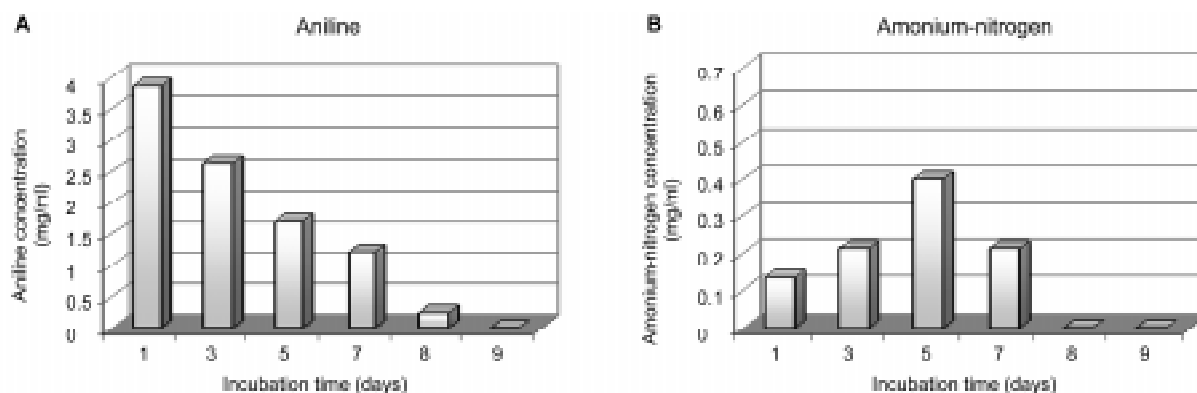 A
Aniline
Aniline concentration
(mg/ml)
4
3.5
3
2.5
2
1.5
1
0.5
0
1 3 5 7 8 9
Incubation time (days)
B
Amonium-nitrogen
Amonium-nitrogen concentration
(mg/ml)
0.7
0.6
0.5
0.4
0.3
0.2
0.1
0
1 3 5 7 8 9
Incubation time (days)